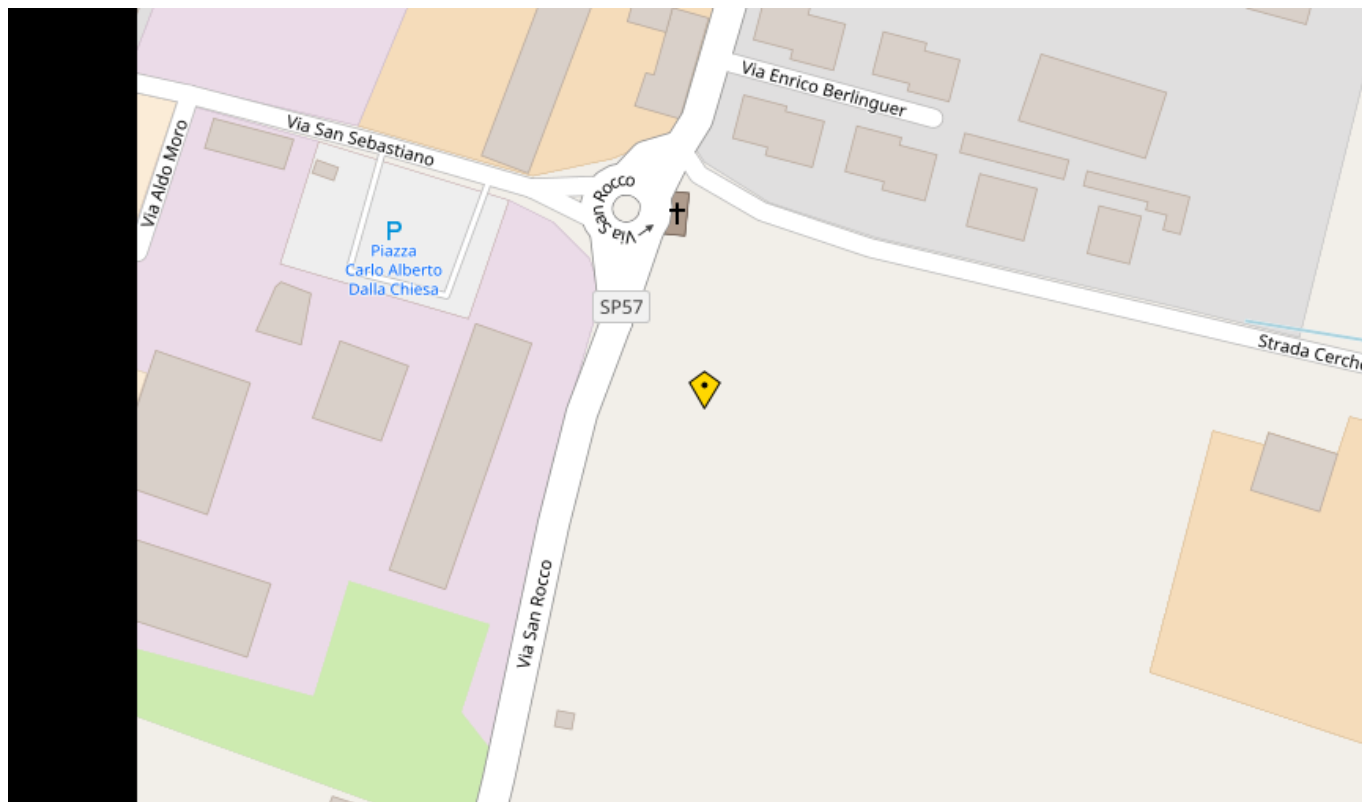 Via Enrico Berlinguer
Via San Sebastiano
Via Aldo Moro
Via San Rocco
P
Piazza
Carlo Alberto
Dalla Chiesa
SP57
Strada Cerch
Via San Rocco